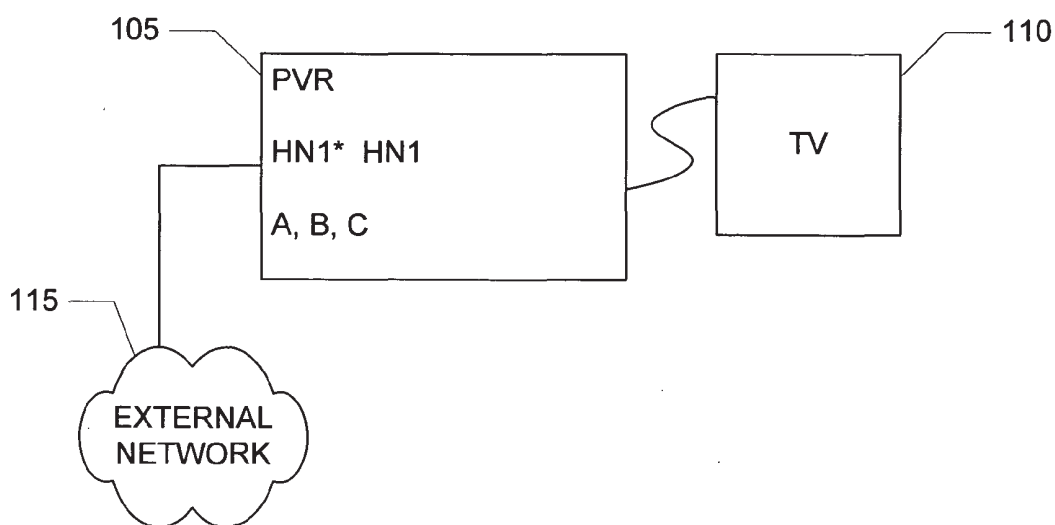 105
110
PVR
TV
HN1* HN1
A, B, C
115
EXTERNAL
NETWORK